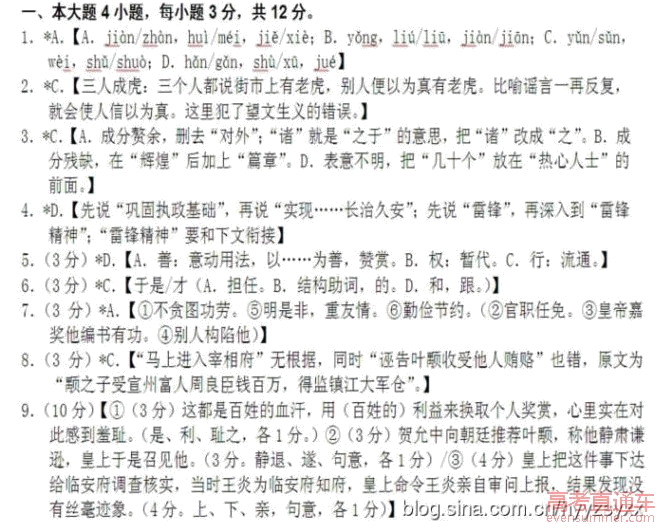 一、本大题4小题，每小题3分，共12分。
1．*A.【A．jiàn/zhàn，huì/méi，jiě/xiè；B．yǒng，liú/liū，jiàn/jiān；C．yǔn/sǔn，
wèi，shǔ/shuò；D．hǎn/gǎn，shù/xū，jué】
2．*C.【三人成虎：三个人都说街市上有老虎，别人便以为真有老虎。比喻谣言一再反复，
就会使人信以为真。这里犯了望文生义的错误。】
3．*C.【A．成分赘余，删去“对外”；“诸”就是“之于”的意思，把“诸”改成“之”。B．成
分残缺，在“辉煌”后加上“篇章”。D．表意不明，把“几十个”放在“热心人士”的
前面。】
4．*D.【先说“巩固执政基础”，再说“实现……长治久安”；先说“雷锋”，再深入到“雷锋
精神”；“雷锋精神”要和下文衔接】
5．（3分）*D.【A．善：意动用法，以……为善，赞赏。B．权：暂代。C．行：流通。】
6．（3分）*C.【于是/才（A．担任。B．结构助词，的。D．和，跟。）】
7．（3分）*A.【①不贪图功劳。⑤明是非，重友情。⑥勤俭节约。（②官职任免。③皇帝嘉
奖他编书有功。④别人构陷他）】
8．（3分）*C.【“马上进入宰相府”无根据，同时“诬告叶颙收受他人贿赂”也错，原文为
“颙之子受宣州富人周良臣钱百万，得监镇江大军仓”。】
9．（10分）【①（3分）这都是百姓的血汗，用（百姓的）利益来换取个人奖赏，心里实在对
此感到羞耻。（是、利、耻之，各1分。）②（3分）贺允中向朝廷推荐叶颙，称他静肃谦
逊，皇上于是召见他。（3分。静退、遂、句意，各1分）/③（4分）皇上把这件事下达
给临安府调查核实，当时王炎为临安府知府，皇上命令王炎亲自审问上报，结果发现没
有丝毫迹象。（4分。上、下、亲，句意，各1分）】
高考直通车
evensummer.com